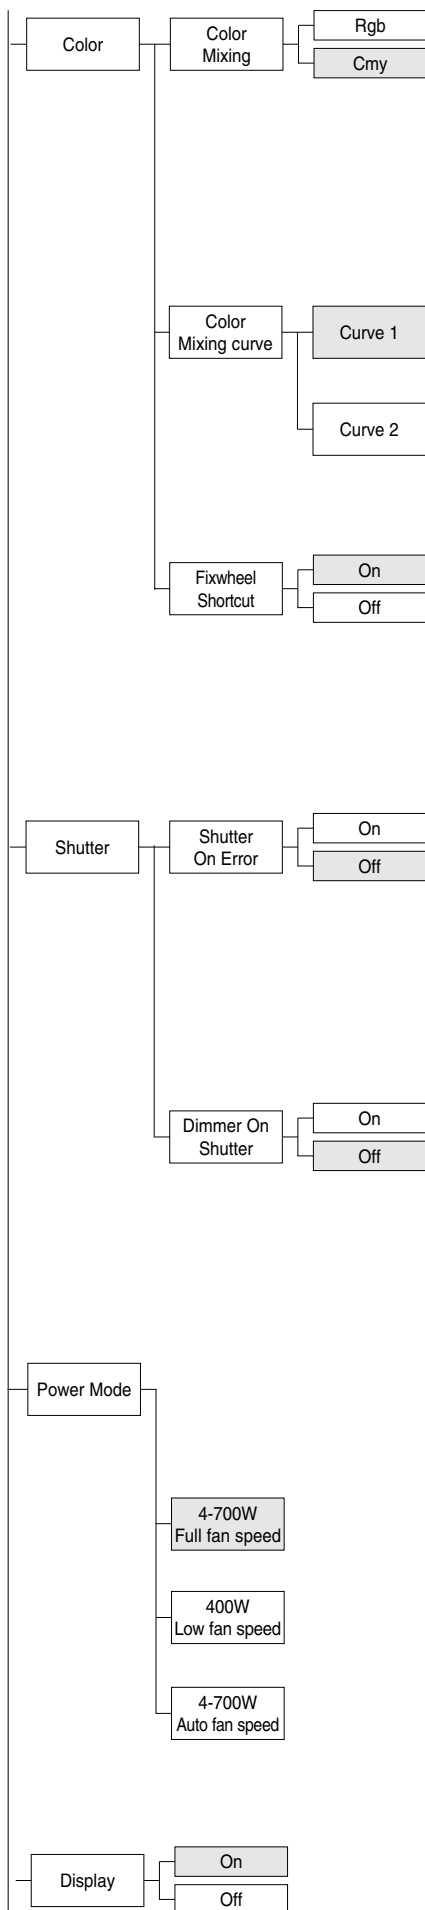 Color
Color
Mixing
Rgb
Cmy
Color
Mixing curve
Curve 1
Curve 2
Fixwheel
Shortcut
On
Off
Shutter
Shutter
On Error
On
Off
Dimmer On
Shutter
On
Off
Power Mode
4-700W
Full fan speed
400W
Low fan speed
4-700W
Auto fan speed
Display
On
Off